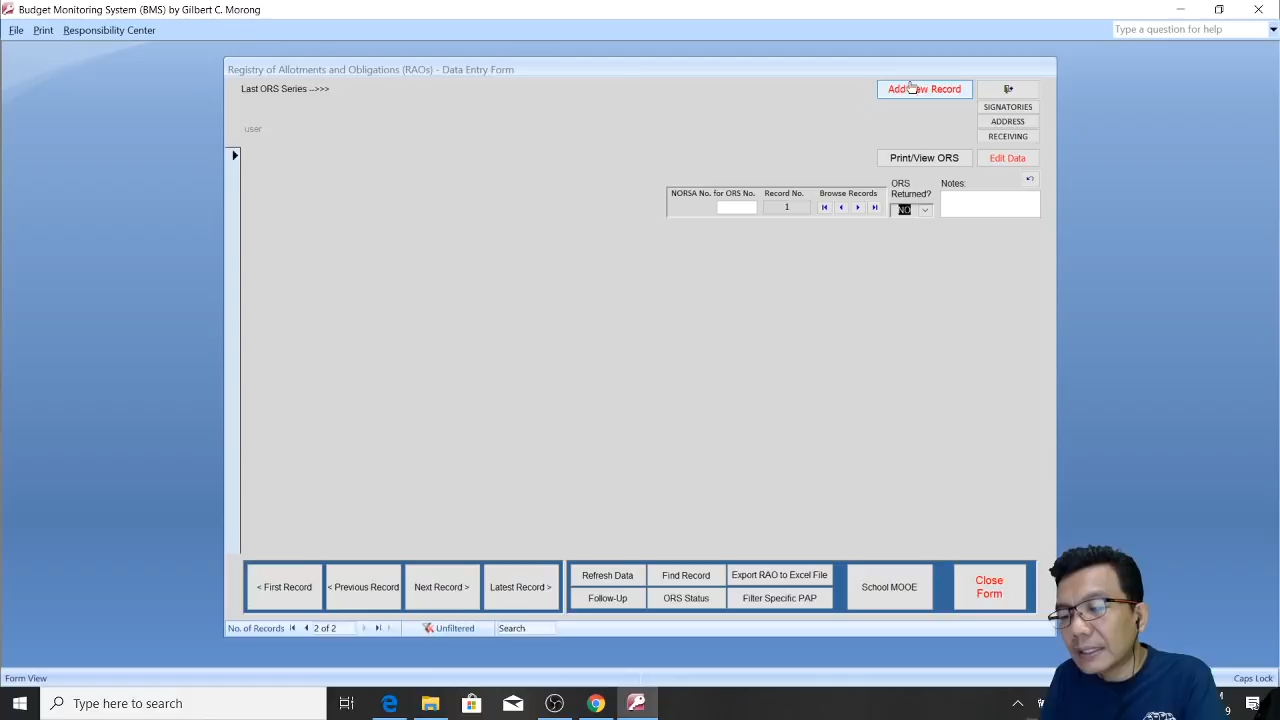 Budget Monitoring System (BMS) by Gilbert C. Morong
File Print Responsibility Center
Type a question for help
Registry of Allotments and Obligations (RAOs) - Data Entry Form
Last ORS Series -->>>
Add New Record
SIGNATORIES
ADDRESS
user
RECEIVING
Print/View ORS Edit Data
ORS Returned? Notes:
NORSA No. for ORS No. Record No. Browse Records
1 NO
< First Record < Previous Record Next Record > Latest Record >
Refresh Data Find Record Export RAO to Excel File
Follow-Up ORS Status Filter Specific PAP
School MOOE
Close
Form
No. of Records 2 of 2 Unfiltered Search
Form View Caps Lock
Type here to search